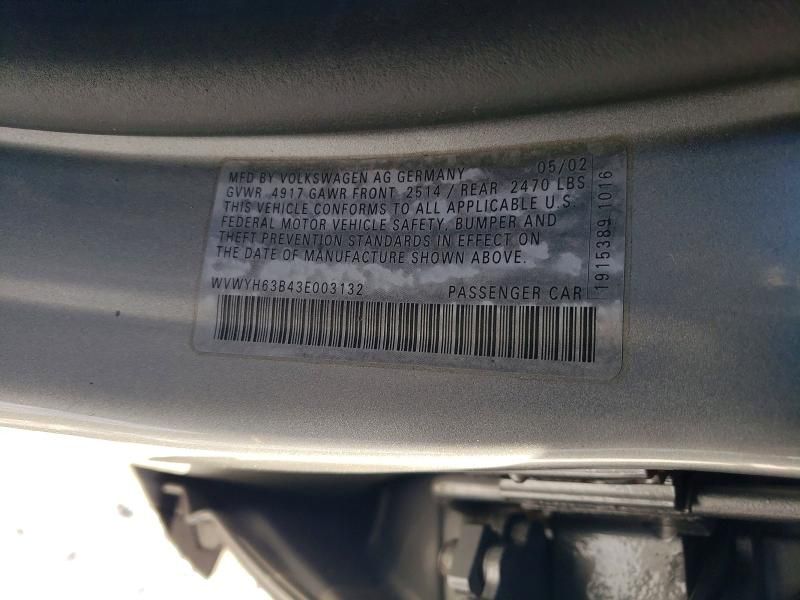 MFD BY VOLKSWAGEN AG GERMANY 05/02
GVWR 4917 GAWR FRONT 2514 / REAR 2470 LBS
THIS VEHICLE CONFORMS TO ALL APPLICABLE U.S.
FEDERAL MOTOR VEHICLE SAFETY, BUMPER AND
THEFT PREVENTION STANDARDS IN EFFECT ON
THE DATE OF MANUFACTURE SHOWN ABOVE.
WVWYH63B43E003132 PASSENGER CAR
1915389 1016